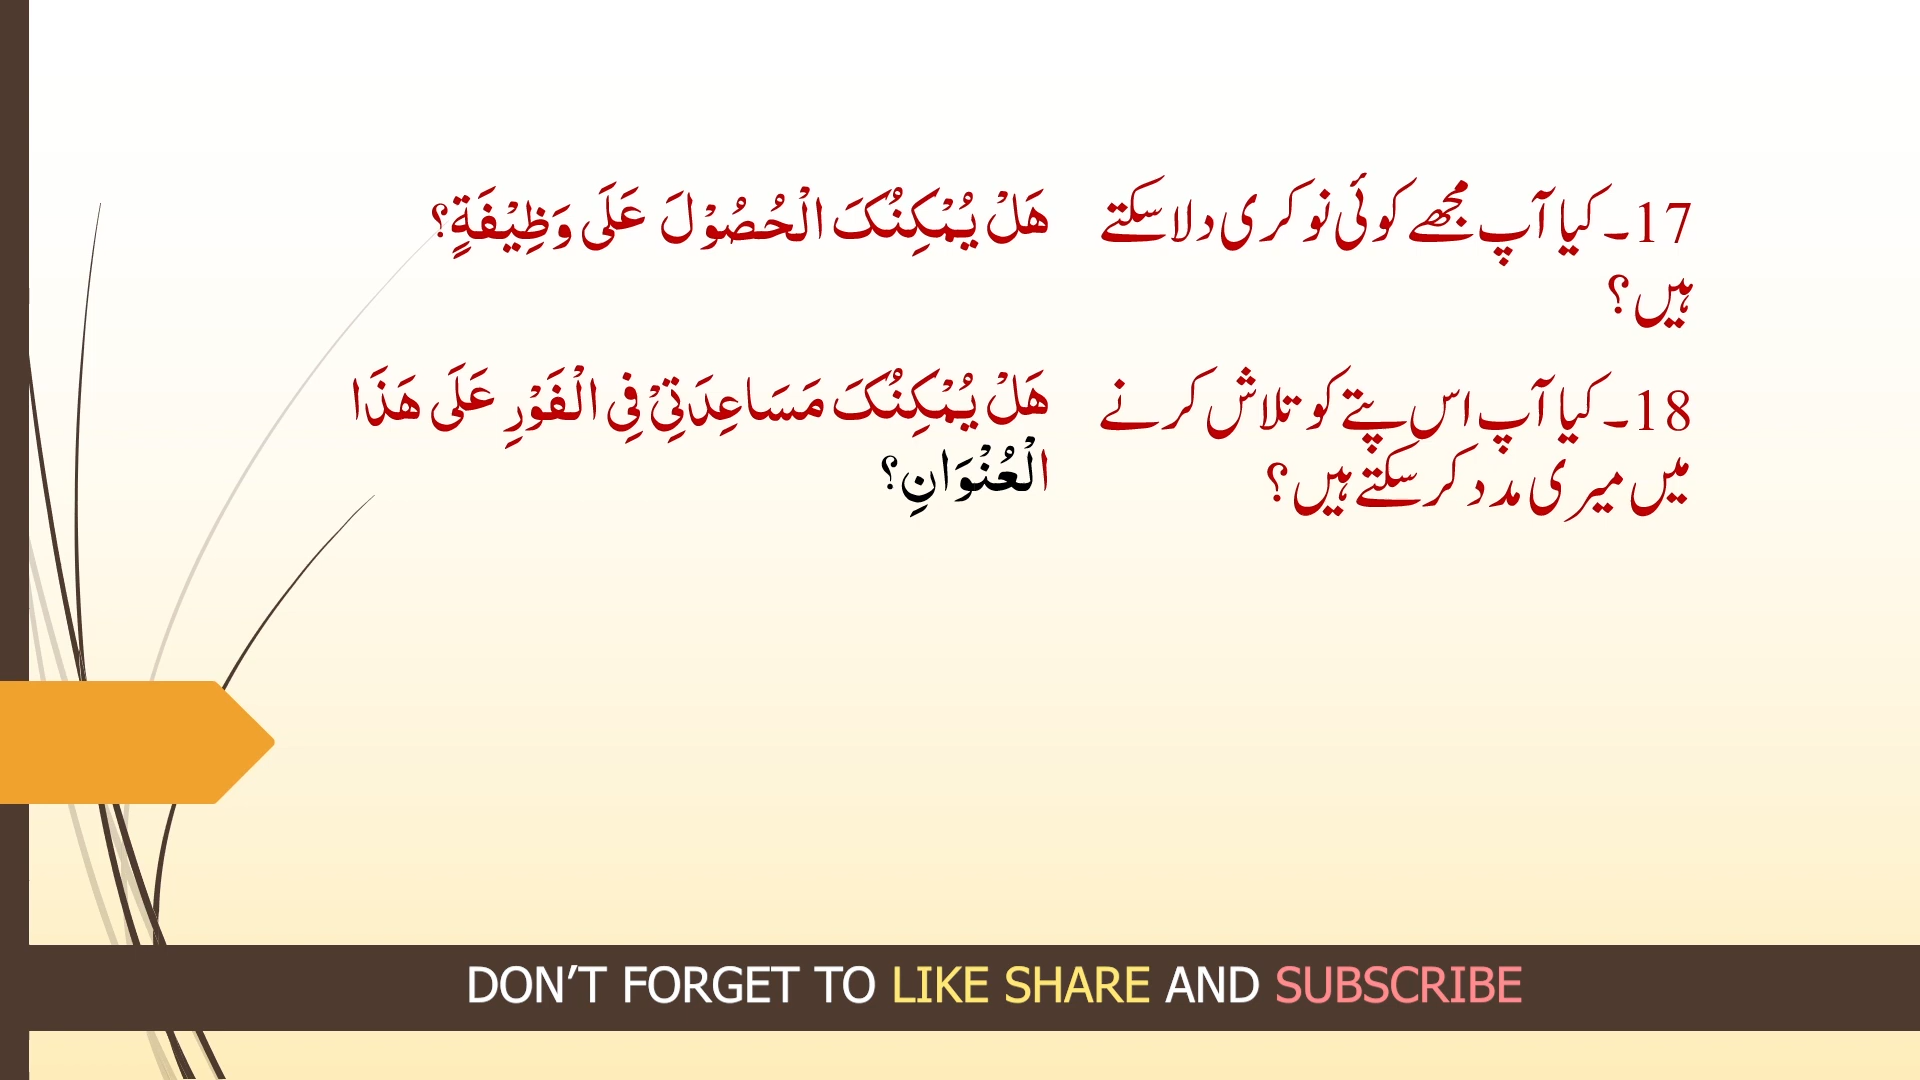 17۔کیا آپ مجھے کوئی نوکری دلا سکتے
ہیں؟
هَلْ يُمْكِنُكَ الْحُصُوْلَ عَلَى وَظِيْفَةٍ؟
18۔کیا آپ اس پتے کو تلاش کرنے
میں میری مدد کر سکتے ہیں؟
هَلْ يُمْكِنُكَ مَسَاعِدَتِيْ فِي الْفَوْرِ عَلَى هَذَا
الْعُنْوَانِ؟
DON’T FORGET TO LIKE SHARE AND SUBSCRIBE